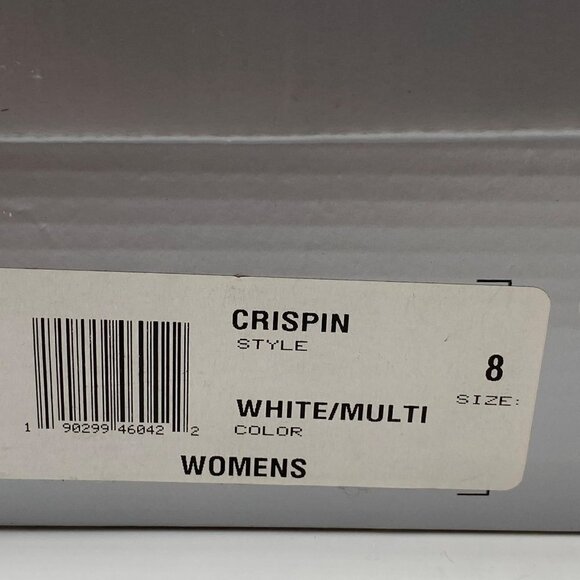 CRISPIN
STYLE
8
SIZE:
WHITE/MULTI
COLOR
1 90299 46042 2
WOMENS